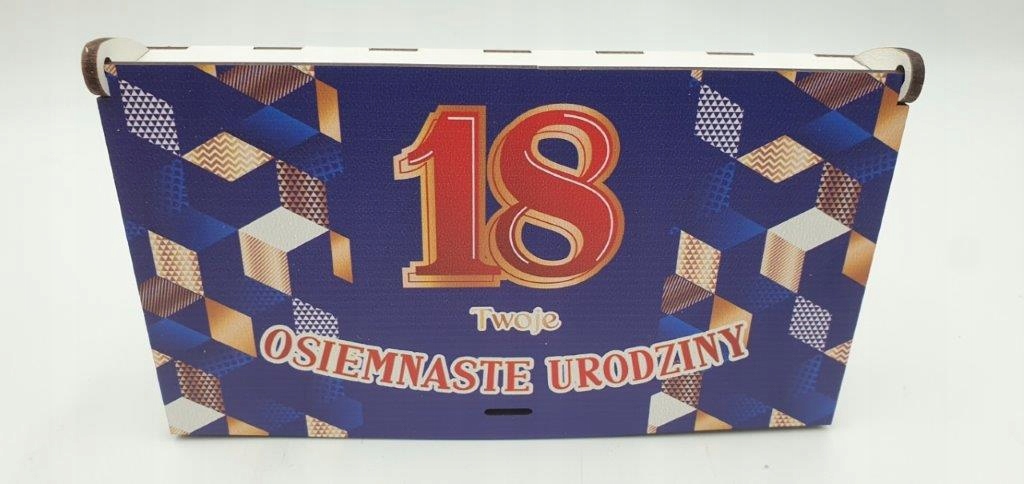 18
Twoje
OSIEMNASTE URODZINY